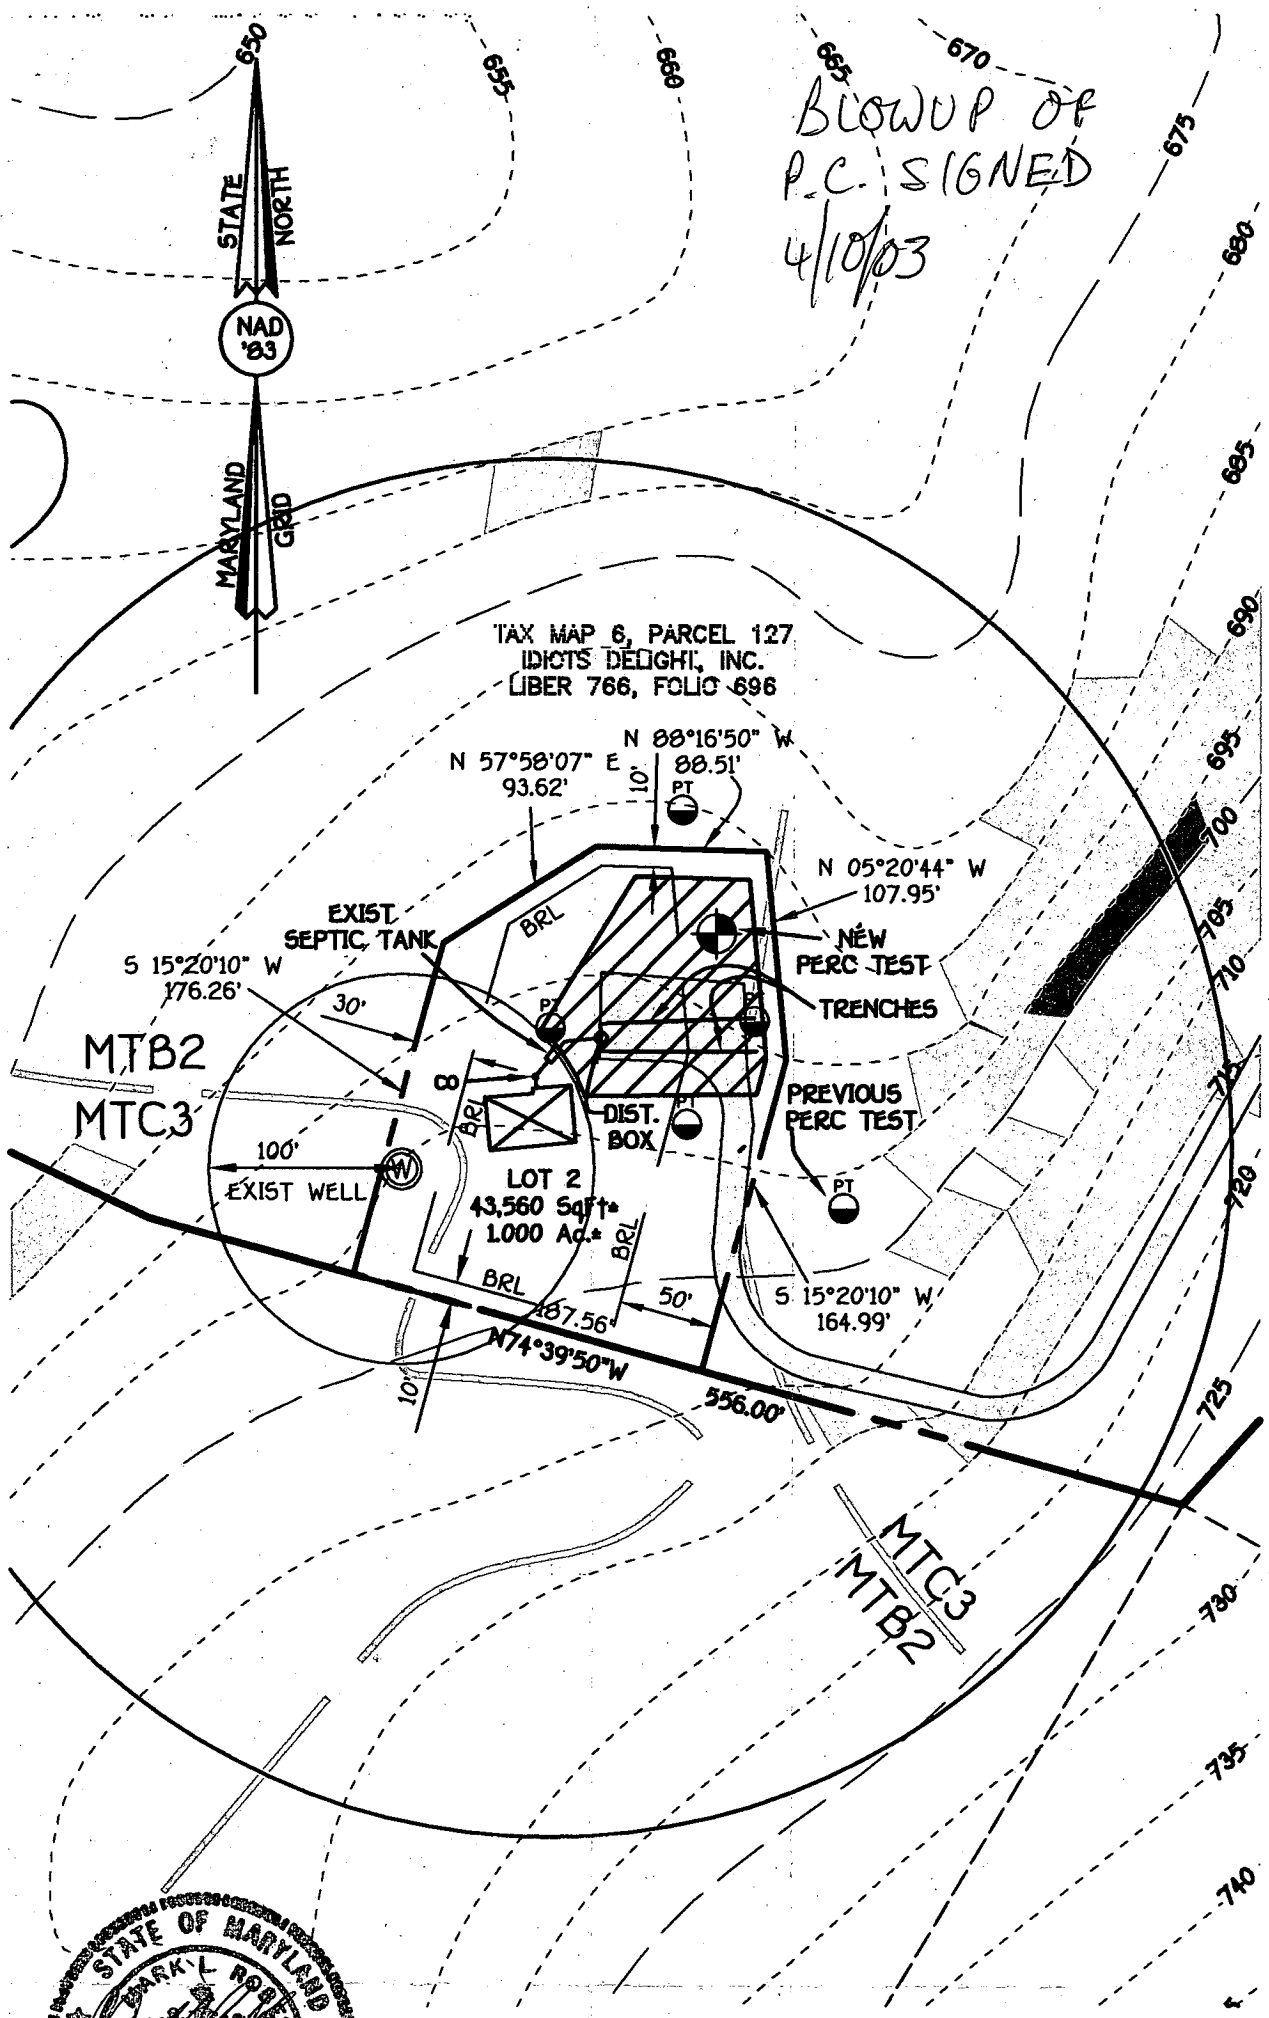 650
655
660
665
670
675
680
685
690
695
700
705
710
715
720
725
730
735
740
BLOWUP OF
P.C. SIGNED
4/10/03
STATE NORTH
NAD
'83
MARYLAND GRID
TAX MAP 6, PARCEL 127
IDIOTS DELIGHT, INC.
LIBER 766, FOLIO 696
N 88°16'50" W
88.51'
N 57°58'07" E
93.62'
10'
PT
N 05°20'44" W
107.95'
BRL
EXIST.
SEPTIC TANK
NEW
PERC TEST
S 15°20'10" W
176.26'
30'
PT
TRENCHES
MTB2
MTC3
CO
BRL
PREVIOUS
PERC TEST
DIST.
BOX
PT
PT
100'
W
EXIST WELL
LOT 2
43,560 SqFt±
1.000 Ac.±
BRL
BRL
187.56'
50'
S 15°20'10" W
164.99'
N74°39'50"W
556.00'
10'
MTC3
MTB2
STATE OF MARYLAND
MARK L